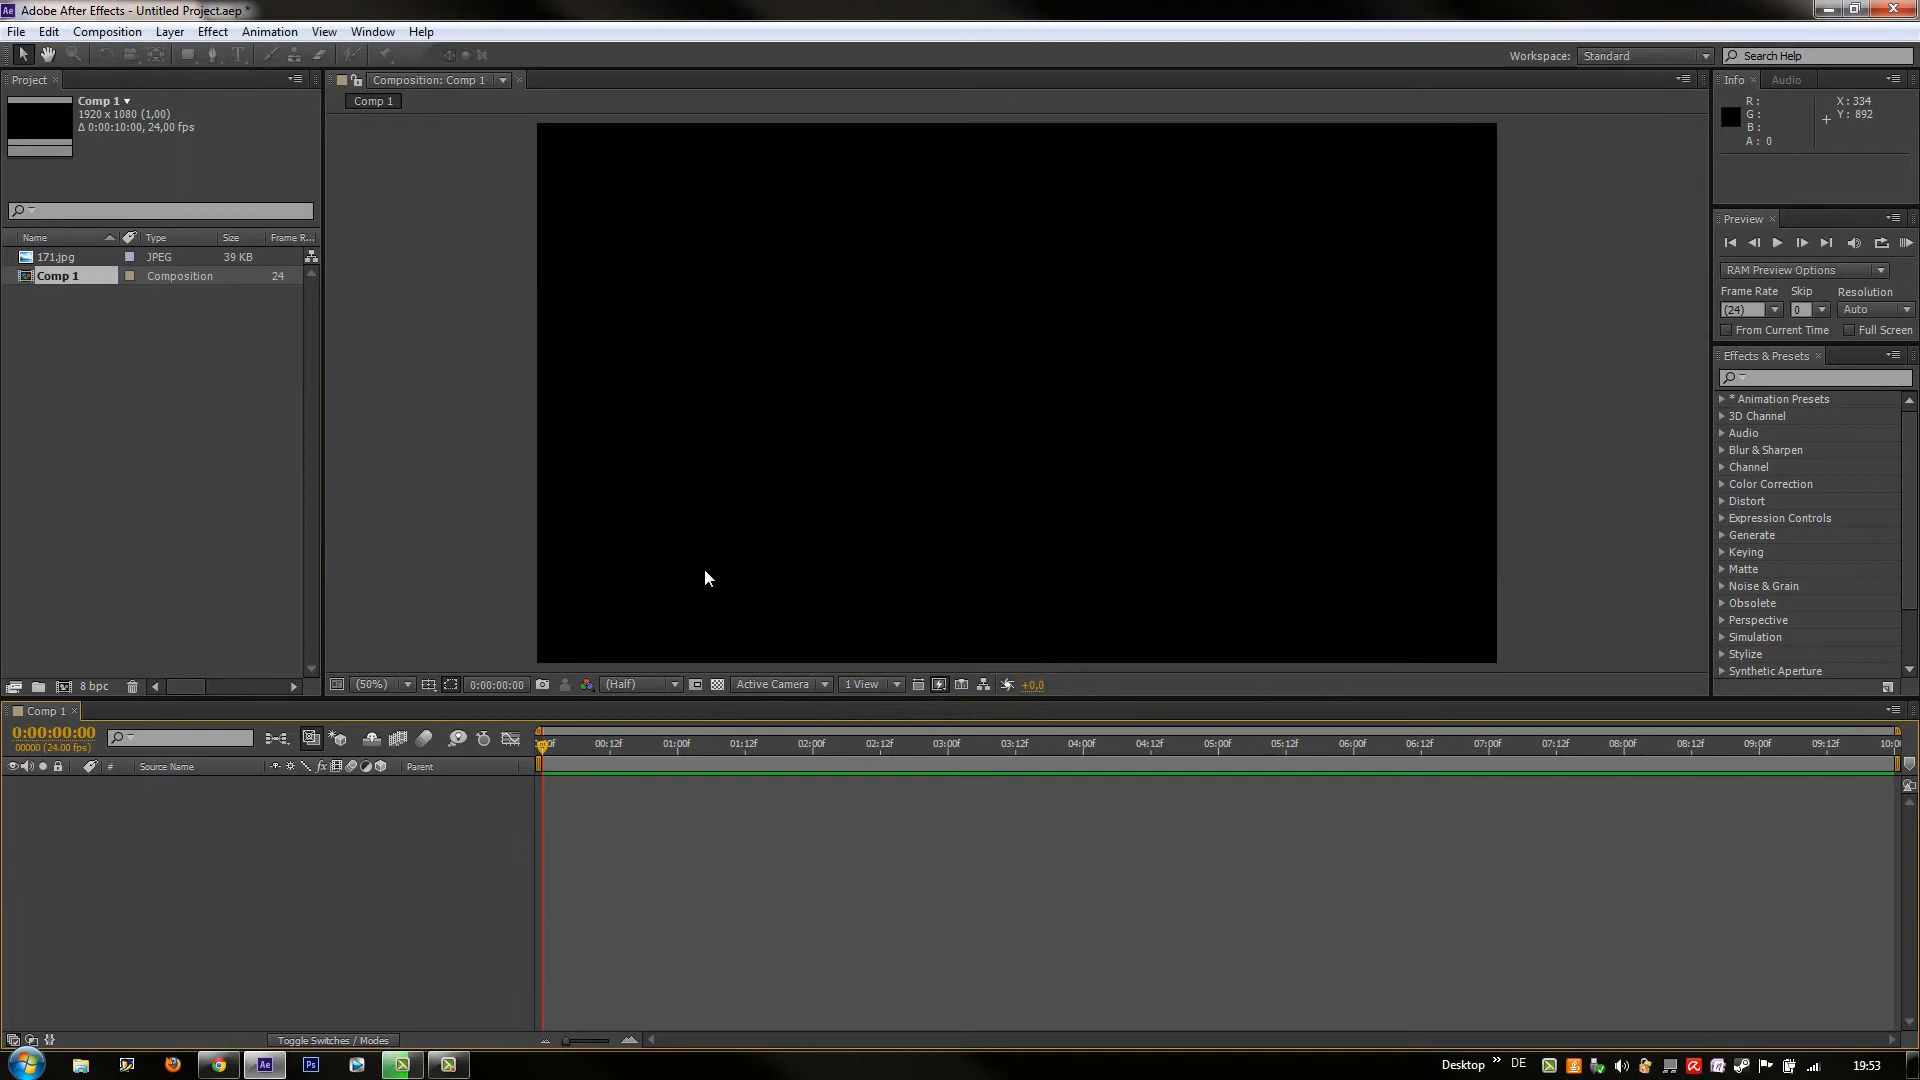 Adobe After Effects - Untitled Project.aep *
File Edit Composition Layer Effect Animation View Window Help
Workspace: Standard Search Help
Project
Comp 1
1920 x 1080 (1,00)
Δ 0:00:10:00, 24,00 fps
Name Type Size Frame R...
171.jpg JPEG 39 KB
Comp 1 Composition 24
8 bpc
Composition: Comp 1
Comp 1
(50%) 0:00:00:00 (Half) Active Camera 1 View +0,0
Info Audio
R: X: 334
G: Y: 892
B:
A: 0
Preview
RAM Preview Options
Frame Rate Skip Resolution
(24) 0 Auto
From Current Time Full Screen
Effects & Presets
* Animation Presets
3D Channel
Audio
Blur & Sharpen
Channel
Color Correction
Distort
Expression Controls
Generate
Keying
Matte
Noise & Grain
Obsolete
Perspective
Simulation
Stylize
Synthetic Aperture
Comp 1
0:00:00:00
00000 (24.00 fps)
00:12f 01:00f 01:12f 02:00f 02:12f 03:00f 03:12f 04:00f 04:12f 05:00f 05:12f 06:00f 06:12f 07:00f 07:12f 08:00f 08:12f 09:00f 09:12f 10:00
# Source Name fx Parent
Toggle Switches / Modes
Ae Ps Desktop » DE 19:53